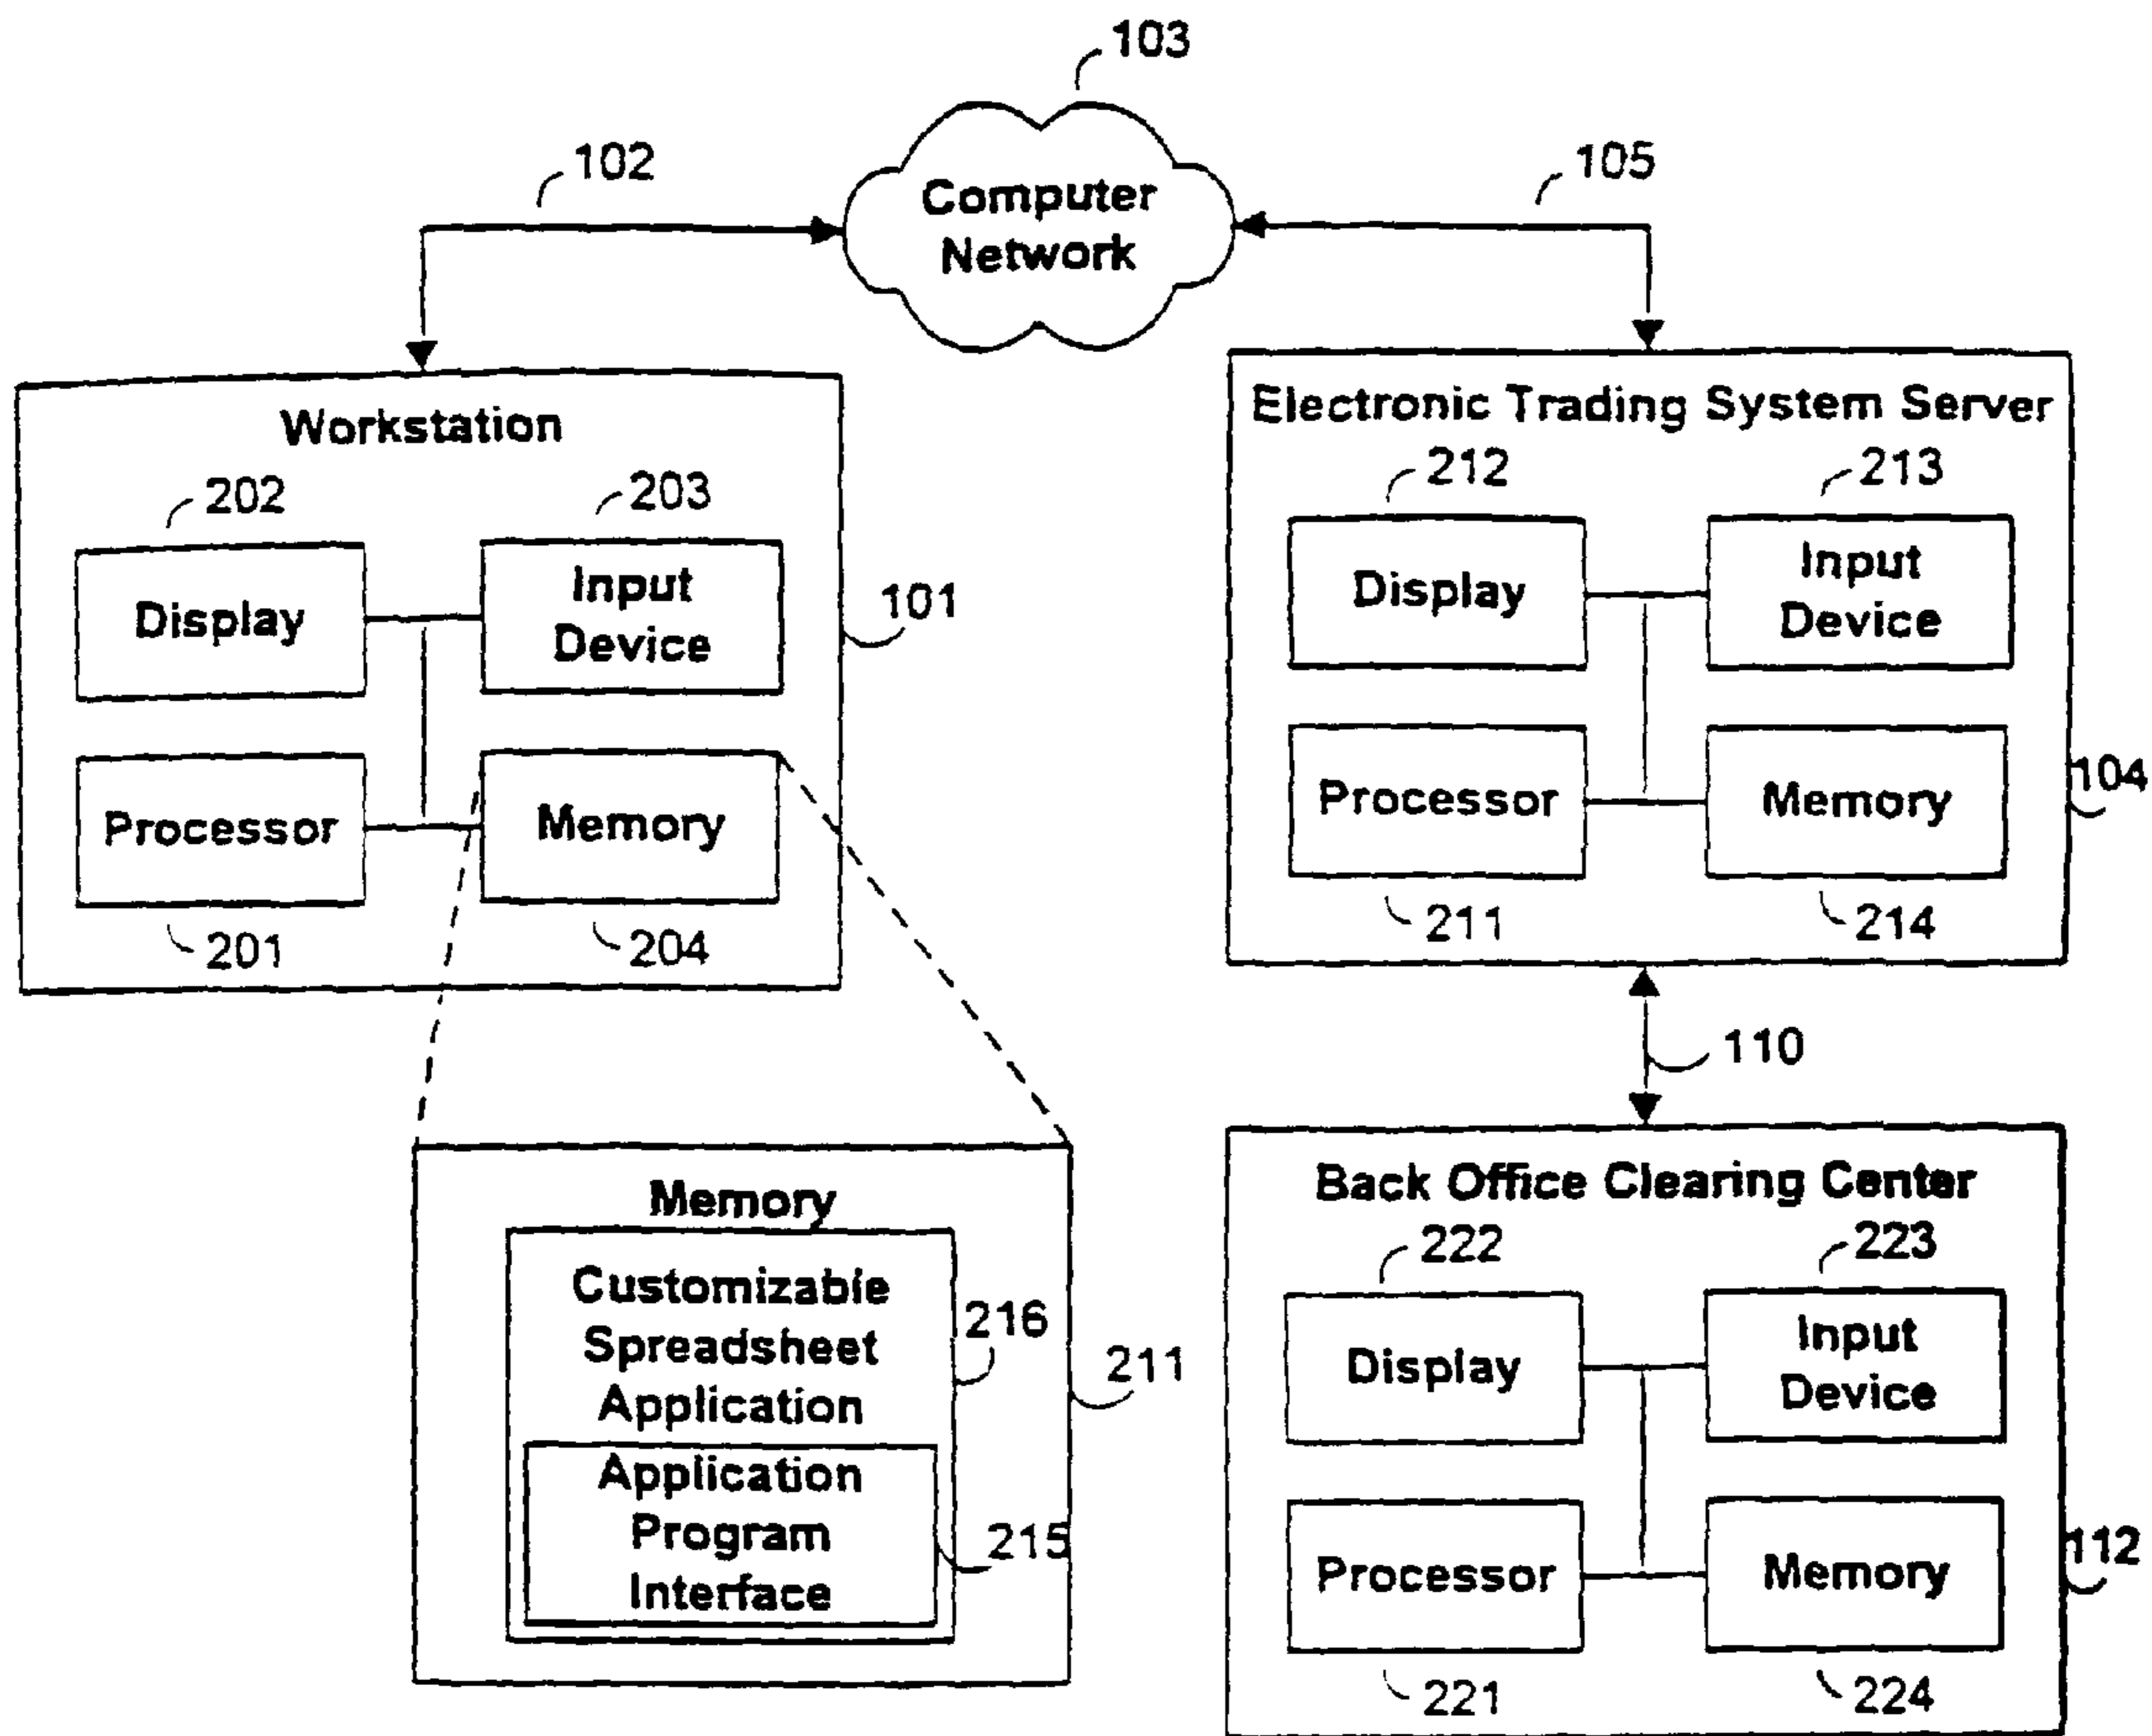 103
102
Computer
Network
105
Workstation
202
203
Display
Input
Device
101
Processor
Memory
201
204
Electronic Trading System Server
212
213
Display
Input
Device
Processor
Memory
104
211
214
110
Memory
Customizable
Spreadsheet
Application
216
211
Application
Program
Interface
215
Back Office Clearing Center
222
223
Display
Input
Device
Processor
Memory
112
221
224